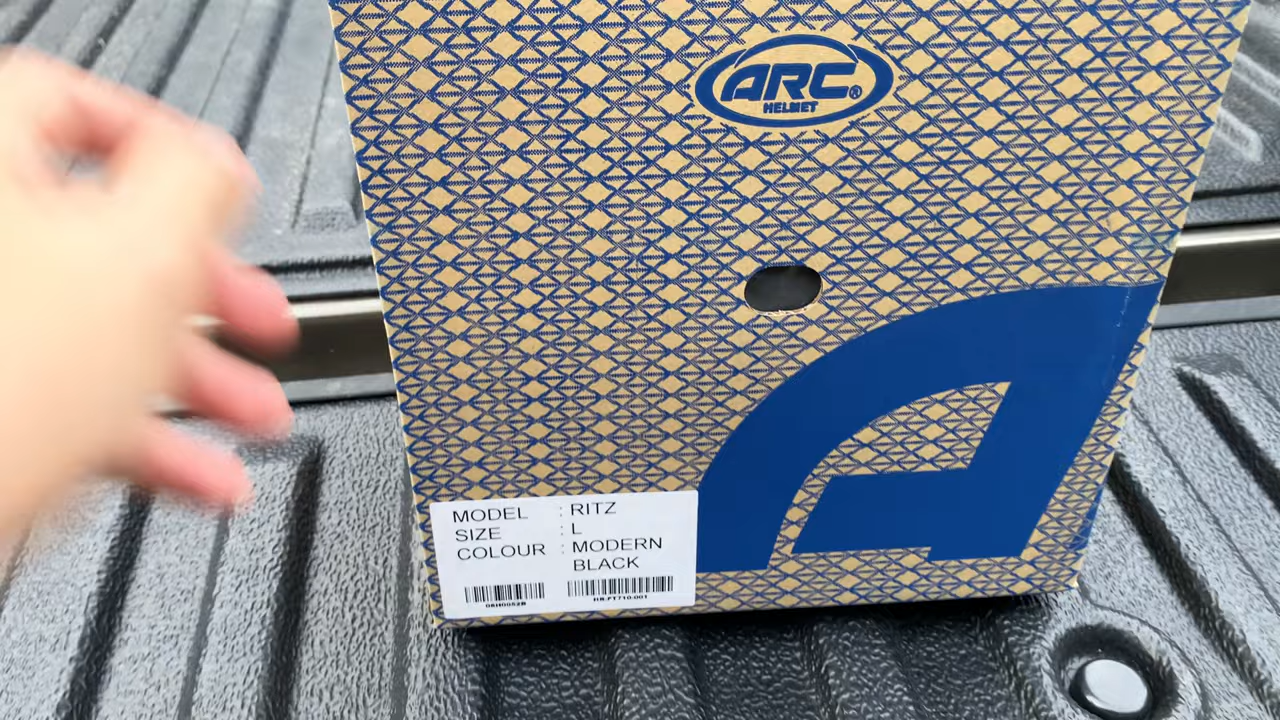 ARC®
HELMET
MODEL : RITZ
SIZE : L
COLOUR : MODERN
BLACK